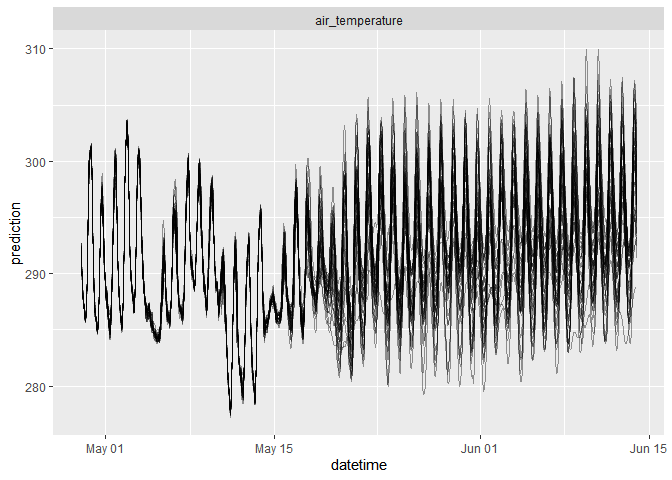 air_temperature
310
300
290
280
prediction
May 01
May 15
Jun 01
Jun 15
datetime